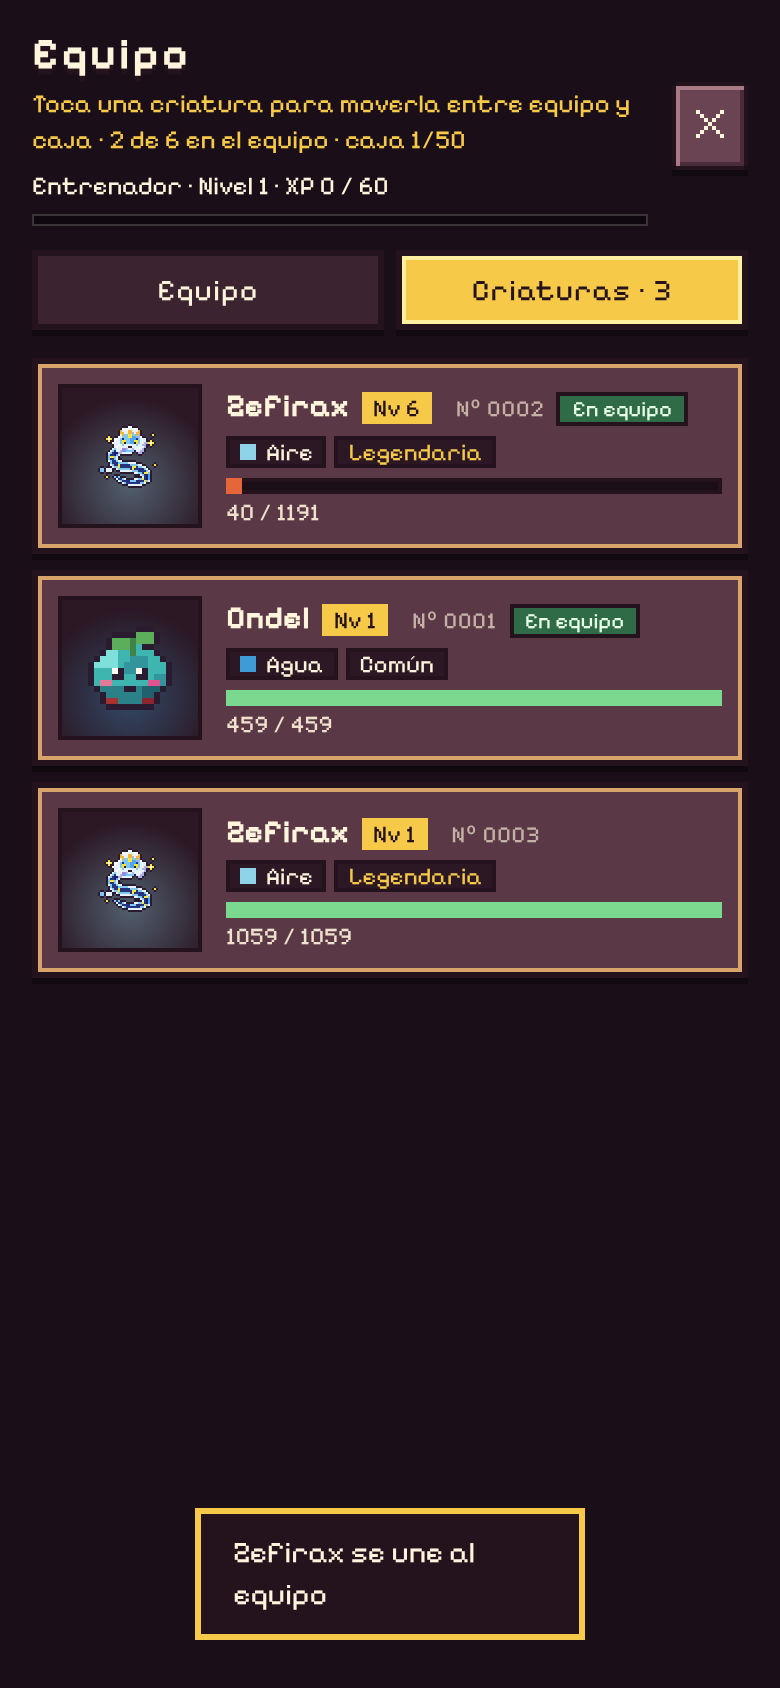 Equipo
Toca una criatura para moverla entre equipo y
caja · 2 de 6 en el equipo · caja 1/50
Entrenador · Nivel 1 · XP 0 / 60
Equipo
Criaturas · 3
Zefirax Nv 6 Nº 0002 En equipo
Aire Legendaria
40 / 1191
Ondel Nv 1 Nº 0001 En equipo
Agua Común
459 / 459
Zefirax Nv 1 Nº 0003
Aire Legendaria
1059 / 1059
Zefirax se une al
equipo